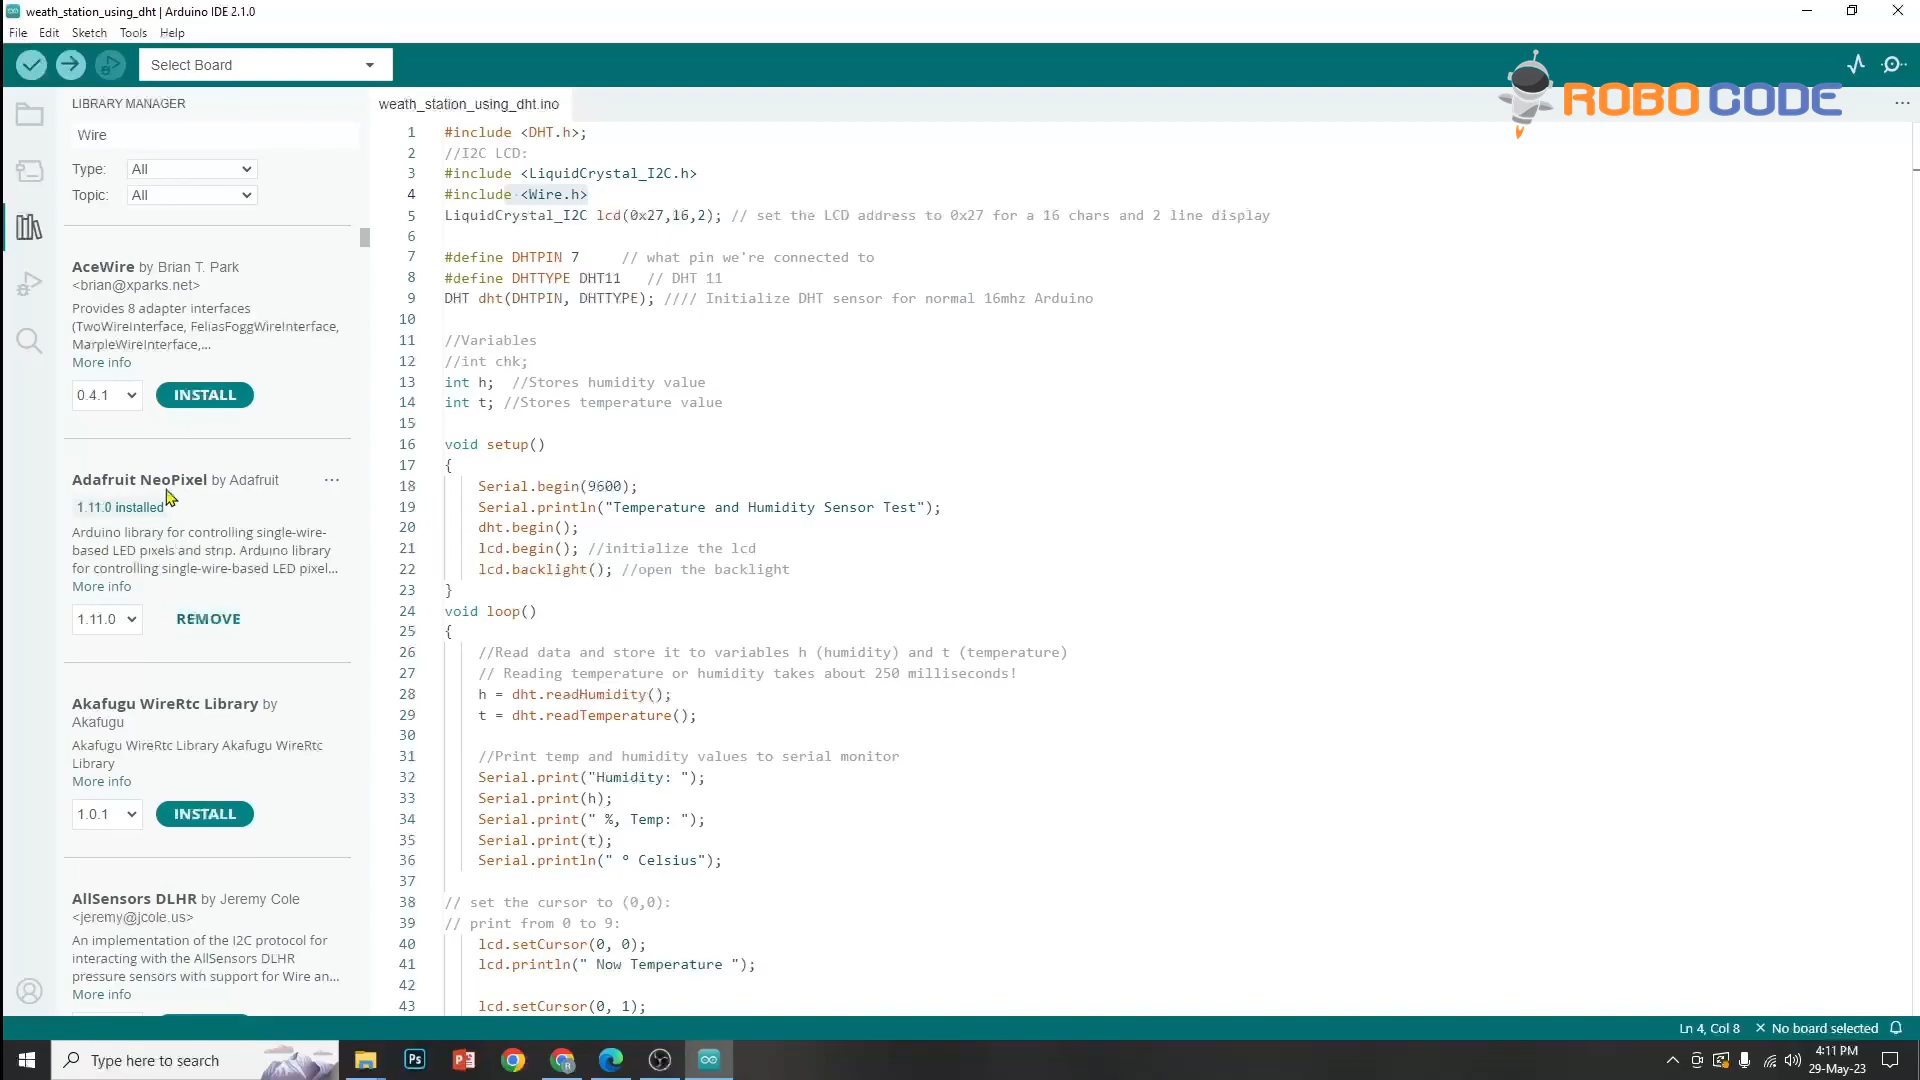 weath_station_using_dht | Arduino IDE 2.1.0
File Edit Sketch Tools Help
Select Board
ROBO CODE
LIBRARY MANAGER
Wire
Type: All
Topic: All
AceWire by Brian T. Park
<brian@xparks.net>
Provides 8 adapter interfaces
(TwoWireInterface, FeliasFoggWireInterface,
MarpleWireInterface,...
More info
0.4.1 INSTALL
Adafruit NeoPixel by Adafruit ...
1.11.0 installed
Arduino library for controlling single-wire-
based LED pixels and strip. Arduino library
for controlling single-wire-based LED pixel...
More info
1.11.0 REMOVE
Akafugu WireRtc Library by
Akafugu
Akafugu WireRtc Library Akafugu WireRtc
Library
More info
1.0.1 INSTALL
AllSensors DLHR by Jeremy Cole
<jeremy@jcole.us>
An implementation of the I2C protocol for
interacting with the AllSensors DLHR
pressure sensors with support for Wire an...
More info
weath_station_using_dht.ino
1 #include <DHT.h>;
2 //I2C LCD:
3 #include <LiquidCrystal_I2C.h>
4 #include <Wire.h>
5 LiquidCrystal_I2C lcd(0x27,16,2); // set the LCD address to 0x27 for a 16 chars and 2 line display
6
7 #define DHTPIN 7     // what pin we're connected to
8 #define DHTTYPE DHT11   // DHT 11
9 DHT dht(DHTPIN, DHTTYPE); //// Initialize DHT sensor for normal 16mhz Arduino
10
11 //Variables
12 //int chk;
13 int h;  //Stores humidity value
14 int t; //Stores temperature value
15
16 void setup()
17 {
18     Serial.begin(9600);
19     Serial.println("Temperature and Humidity Sensor Test");
20     dht.begin();
21     lcd.begin(); //initialize the lcd
22     lcd.backlight(); //open the backlight
23 }
24 void loop()
25 {
26     //Read data and store it to variables h (humidity) and t (temperature)
27     // Reading temperature or humidity takes about 250 milliseconds!
28     h = dht.readHumidity();
29     t = dht.readTemperature();
30
31     //Print temp and humidity values to serial monitor
32     Serial.print("Humidity: ");
33     Serial.print(h);
34     Serial.print(" %, Temp: ");
35     Serial.print(t);
36     Serial.println(" ° Celsius");
37
38 // set the cursor to (0,0):
39 // print from 0 to 9:
40     lcd.setCursor(0, 0);
41     lcd.println(" Now Temperature ");
42
43     lcd.setCursor(0, 1);
Ln 4, Col 8 × No board selected
Type here to search
4:11 PM
29-May-23